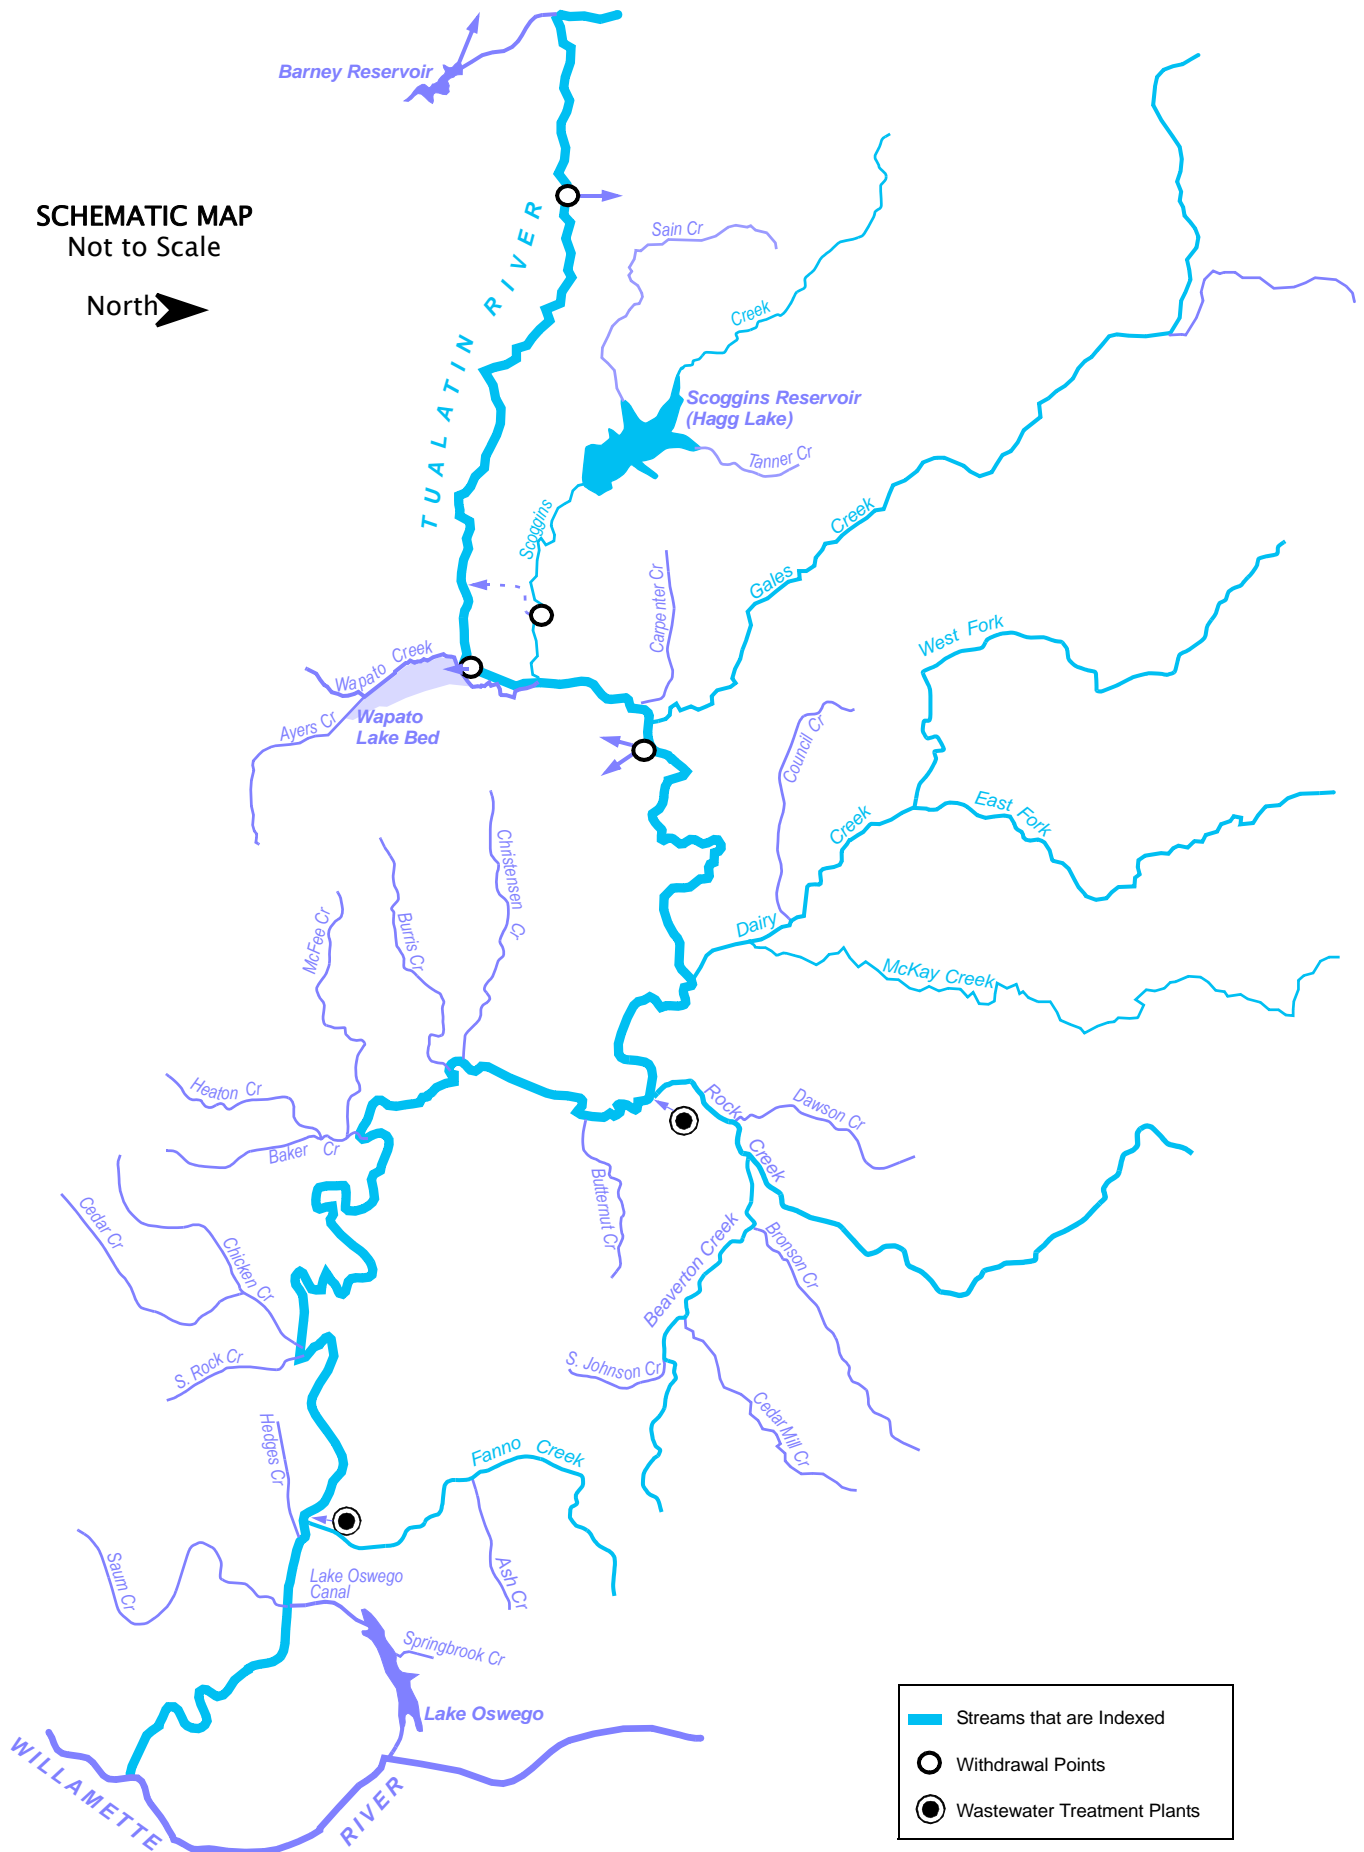 Barney Reservoir
SCHEMATIC MAP
Not to Scale
North
TUALATIN RIVER
Sain Cr
Creek
Scoggins Reservoir
(Hagg Lake)
Tanner Cr
Scoggins
Creek
Gales
Carpenter Cr
West Fork
Wapato Creek
Ayers Cr
Wapato
Lake Bed
Council Cr
East Fork
Creek
Christensen Cr
Burris Cr
McFee Cr
Dairy
McKay Creek
Heaton Cr
Rock
Dawson Cr
Baker Cr
Creek
Butternut Cr
Cedar Cr
Chicken Cr
Beaverton Creek
Bronson Cr
S. Rock Cr
S. Johnson Cr
Cedar Mill Cr
Hedges Cr
Fanno Creek
Ash Cr
Saum Cr
Lake Oswego
Canal
Springbrook Cr
Lake Oswego
WILLAMETTE
RIVER
Streams that are Indexed
Withdrawal Points
Wastewater Treatment Plants